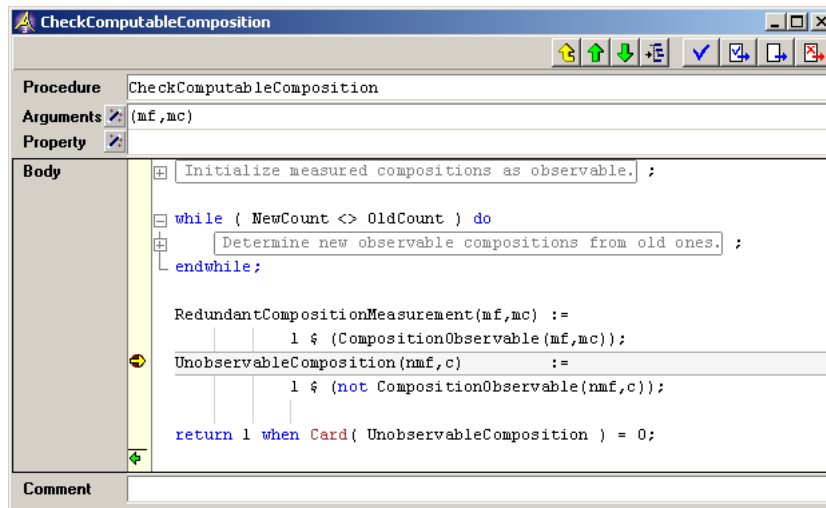 CheckComputableComposition
Procedure CheckComputableComposition
Arguments (mf,mc)
Property
Body
Initialize measured compositions as observable. ;
while ( NewCount <> OldCount ) do
Determine new observable compositions from old ones. ;
endwhile;
RedundantCompositionMeasurement(mf,mc) :=
1 $ (CompositionObservable(mf,mc));
UnobservableComposition(nmf,c) :=
1 $ (not CompositionObservable(nmf,c));
return 1 when Card( UnobservableComposition ) = 0;
Comment